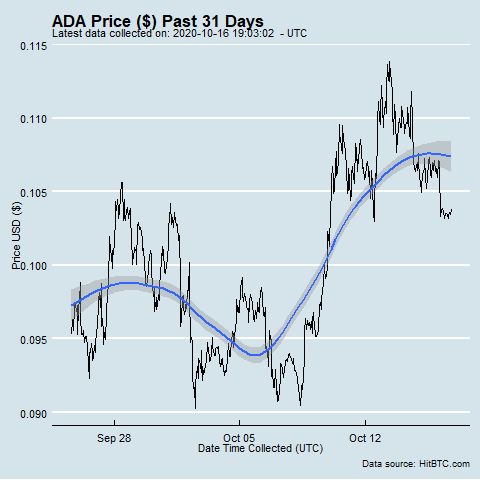 ADA Price ($) Past 31 Days
Latest data collected on: 2020-10-16 19:03:02 - UTC
0.115
0.110
0.105
0.100
0.095
0.090
Price USD ($)
Sep 28
Oct 05
Oct 12
Date Time Collected (UTC)
Data source: HitBTC.com